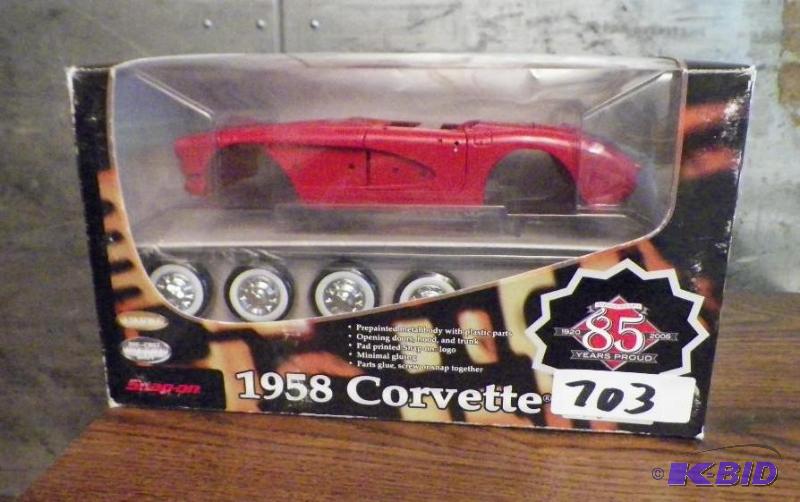 • Prepainted metal body with plastic parts
• Opening doors, hood, and trunk
• Pad printed Snap-on logo
• Minimal gluing
• Parts glue, screw or snap together
1920 85 2005
YEARS PROUD
Snap-on
1958 Corvette®
703
© K-BID